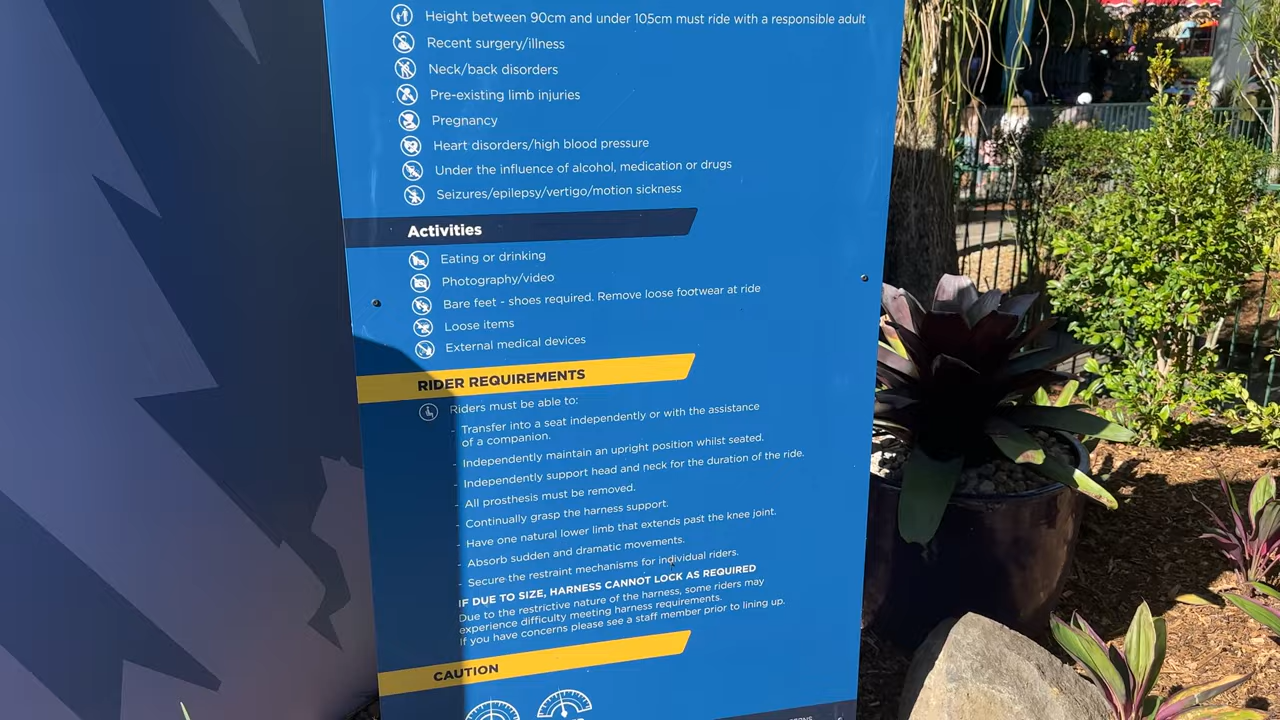 Height between 90cm and under 105cm must ride with a responsible adult
Recent surgery/illness
Neck/back disorders
Pre-existing limb injuries
Pregnancy
Heart disorders/high blood pressure
Under the influence of alcohol, medication or drugs
Seizures/epilepsy/vertigo/motion sickness
Activities
Eating or drinking
Photography/video
Bare feet - shoes required. Remove loose footwear at ride
Loose items
External medical devices
RIDER REQUIREMENTS
Riders must be able to:
- Transfer into a seat independently or with the assistance
of a companion.
- Independently maintain an upright position whilst seated.
- Independently support head and neck for the duration of the ride.
- All prosthesis must be removed.
- Continually grasp the harness support.
- Have one natural lower limb that extends past the knee joint.
- Absorb sudden and dramatic movements.
- Secure the restraint mechanisms for individual riders.
IF DUE TO SIZE, HARNESS CANNOT LOCK AS REQUIRED
Due to the restrictive nature of the harness, some riders may
experience difficulty meeting harness requirements.
If you have concerns please see a staff member prior to lining up.
CAUTION